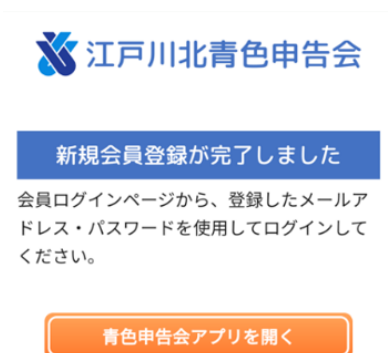 江戸川北青色申告会
新規会員登録が完了しました
会員ログインページから、登録したメールア
ドレス・パスワードを使用してログインして
ください。
青色申告会アプリを開く